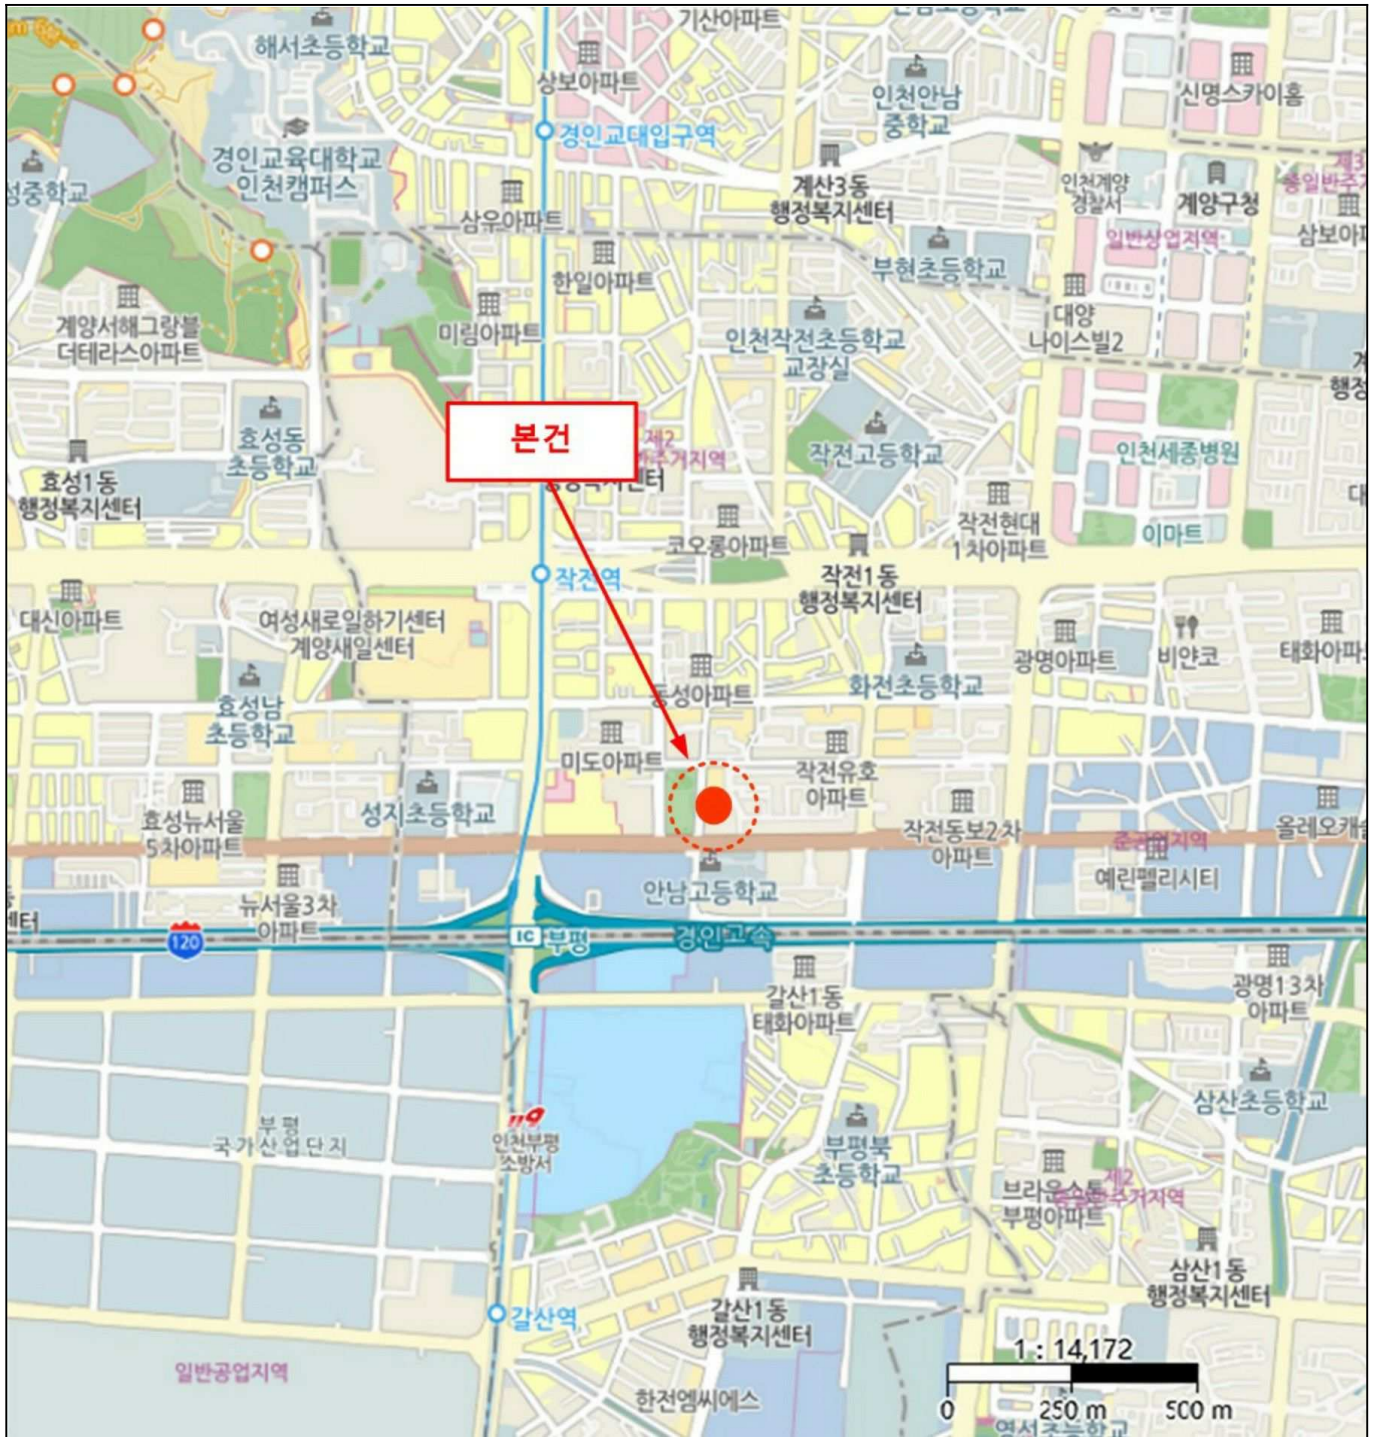 기산아파트
해서초등학교
상보아파트
인천안남
중학교
신명스카이홈
경인교대입구역
경인교육대학교
인천캠퍼스
성중학교
계산3동
행정복지센터
인천계양
경찰서
계양구청
삼우아파트
일반상업지역
삼보아파
한일아파트
부현초등학교
계양서해그랑블
더테라스아파트
미림아파트
인천작전초등학교
교장실
대양
나이스빌2
행정
본건
제2
주거지역
효성동
초등학교
작전고등학교
인천세종병원
효성1동
행정복지센터
코오롱아파트
작전현대
1차아파트
이마트
작전역
작전1동
행정복지센터
대신아파트
여성새로일하기센터
계양새일센터
광명아파트
비얀코
태화아파
동성아파트
화전초등학교
효성남
초등학교
미도아파트
작전유호
아파트
효성뉴서울
5차아파트
성지초등학교
작전동보2차
아파트
준공업지역
올레오캐슬
예린펠리시티
안남고등학교
뉴서울3차
아파트
센터
120
IC 부평
경인고속
갈산1동
태화아파트
광명13차
아파트
삼산초등학교
부평
국가산업단지
119
인천부평
소방서
부평북
초등학교
제2
브라운스톤
부평아파트
삼산1동
행정복지센터
갈산역
갈산1동
행정복지센터
일반공업지역
한전엠씨에스
1 : 14,172
0 250 m 500 m
영선초등학교